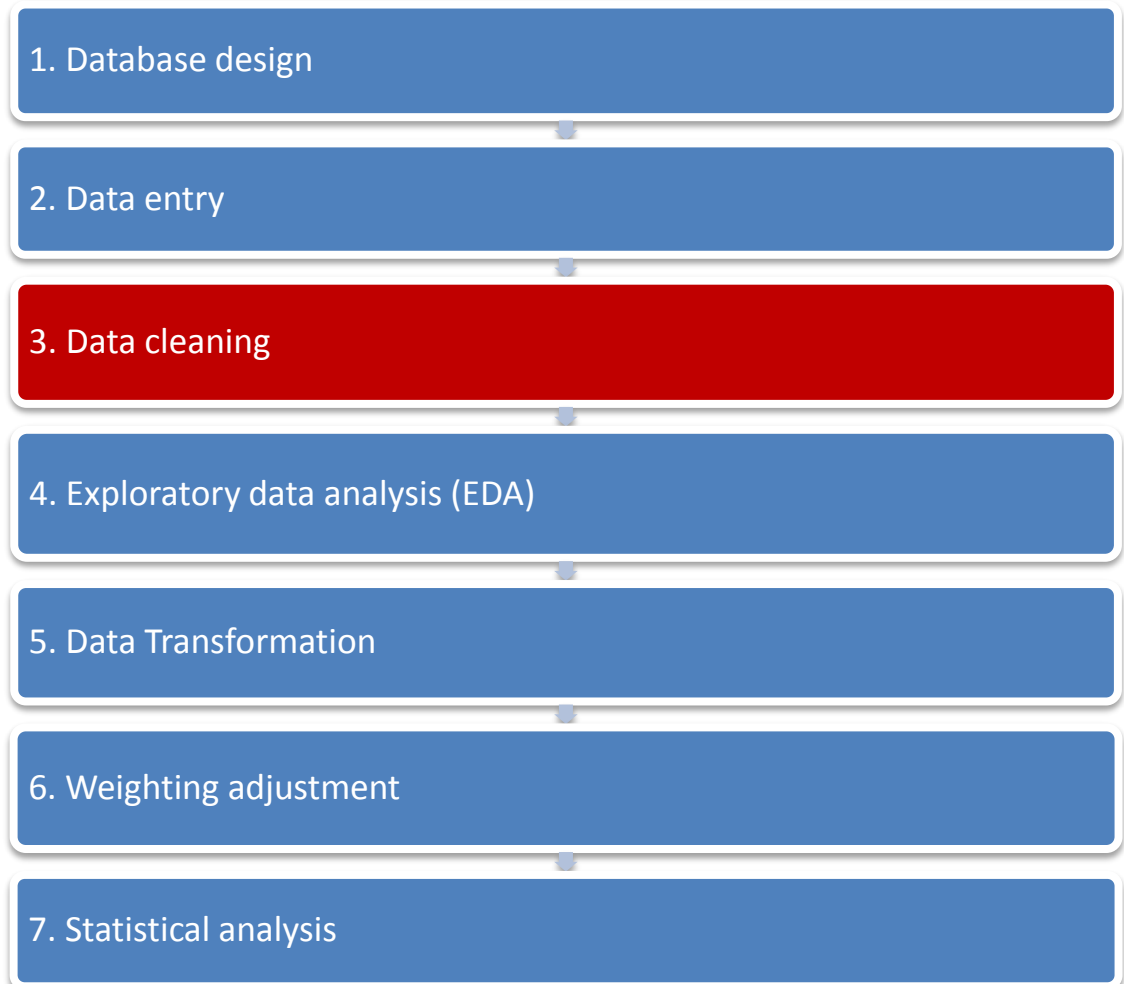 1. Database design
2. Data entry
3. Data cleaning
4. Exploratory data analysis (EDA)
5. Data Transformation
6. Weighting adjustment
7. Statistical analysis